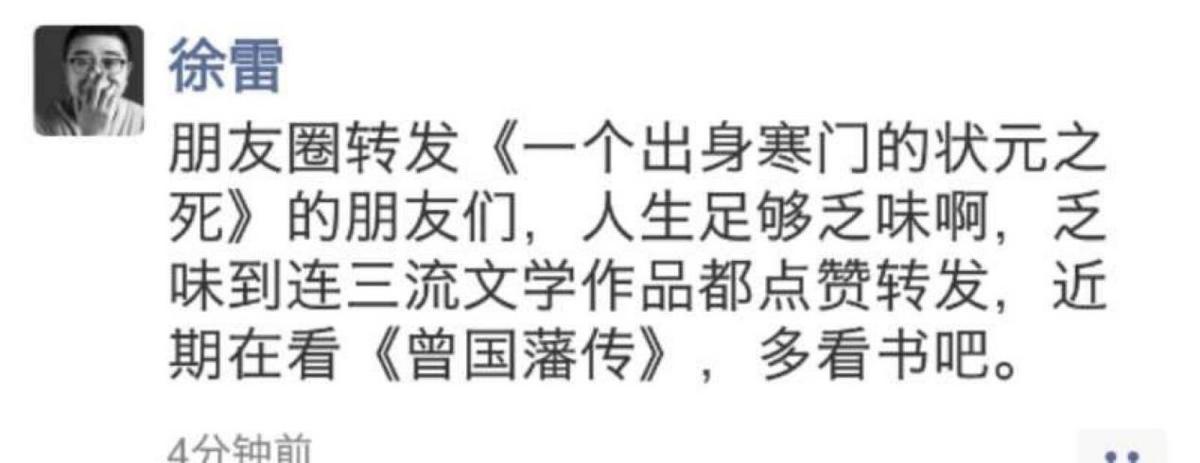 徐雷
朋友圈转发《一个出身寒门的状元之
死》的朋友们，人生足够乏味啊，乏
味到连三流文学作品都点赞转发，近
期在看《曾国藩传》，多看书吧。
4分钟前